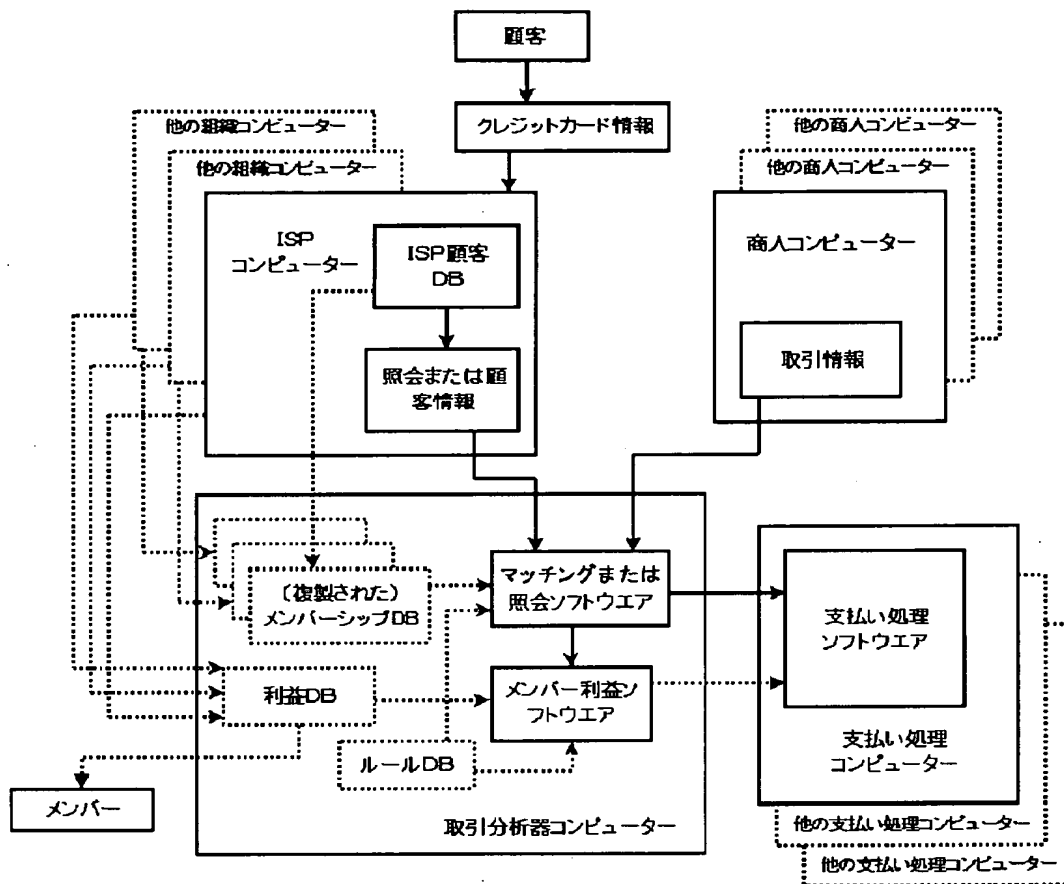 顧客
クレジットカード情報
他の組織コンピューター
他の組織コンピューター
他の商人コンピューター
他の商人コンピューター
ISP
コンピューター
ISP顧客
DB
照会または顧
客情報
商人コンピューター
取引情報
(複製された)
メンバーシップDB
マッチングまたは
照会ソフトウエア
支払い処理
ソフトウエア
利益DB
メンバー利益ソ
フトウエア
ルールDB
支払い処理
コンピューター
メンバー
取引分析器コンピューター
他の支払い処理コンピューター
他の支払い処理コンピューター